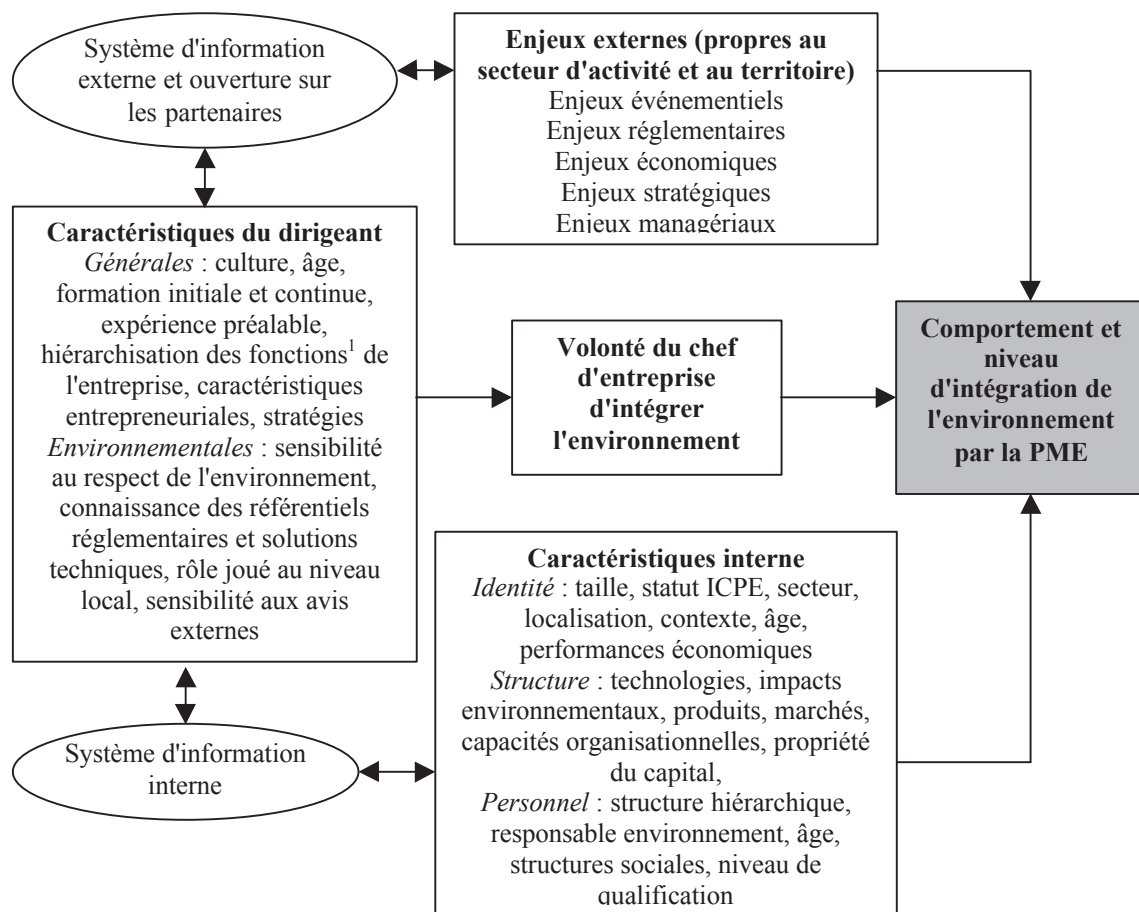 Système d'information
externe et ouverture sur
les partenaires
Enjeux externes (propres au
secteur d'activité et au territoire)
Enjeux événementiels
Enjeux réglementaires
Enjeux économiques
Enjeux stratégiques
Enjeux managériaux
Caractéristiques du dirigeant
Générales : culture, âge,
formation initiale et continue,
expérience préalable,
hiérarchisation des fonctions¹ de
l'entreprise, caractéristiques
entrepreneuriales, stratégies
Environnementales : sensibilité
au respect de l'environnement,
connaissance des référentiels
réglementaires et solutions
techniques, rôle joué au niveau
local, sensibilité aux avis
externes
Volonté du chef
d'entreprise
d'intégrer
l'environnement
Comportement et
niveau
d'intégration de
l'environnement
par la PME
Caractéristiques interne
Identité : taille, statut ICPE, secteur,
localisation, contexte, âge,
performances économiques
Structure : technologies, impacts
environnementaux, produits, marchés,
capacités organisationnelles, propriété
du capital,
Personnel : structure hiérarchique,
responsable environnement, âge,
structures sociales, niveau de
qualification
Système d'information
interne